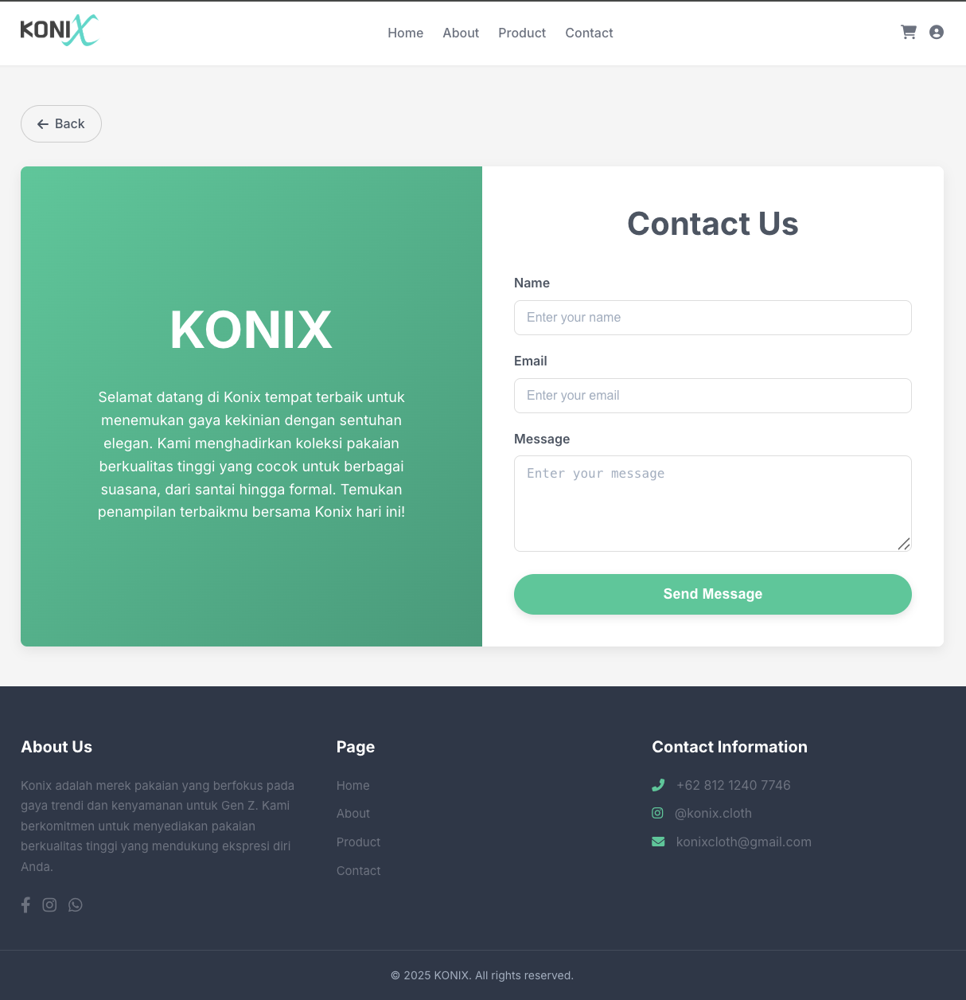 KONIX
Home
About
Product
Contact
Back
KONIX
Selamat datang di Konix tempat terbaik untuk
menemukan gaya kekinian dengan sentuhan
elegan. Kami menghadirkan koleksi pakaian
berkualitas tinggi yang cocok untuk berbagai
suasana, dari santai hingga formal. Temukan
penampilan terbaikmu bersama Konix hari ini!
Contact Us
Name
Enter your name
Email
Enter your email
Message
Enter your message
Send Message
About Us
Konix adalah merek pakaian yang berfokus pada
gaya trendi dan kenyamanan untuk Gen Z. Kami
berkomitmen untuk menyediakan pakaian
berkualitas tinggi yang mendukung ekspresi diri
Anda.
Page
Home
About
Product
Contact
Contact Information
+62 812 1240 7746
@konix.cloth
konixcloth@gmail.com
© 2025 KONIX. All rights reserved.